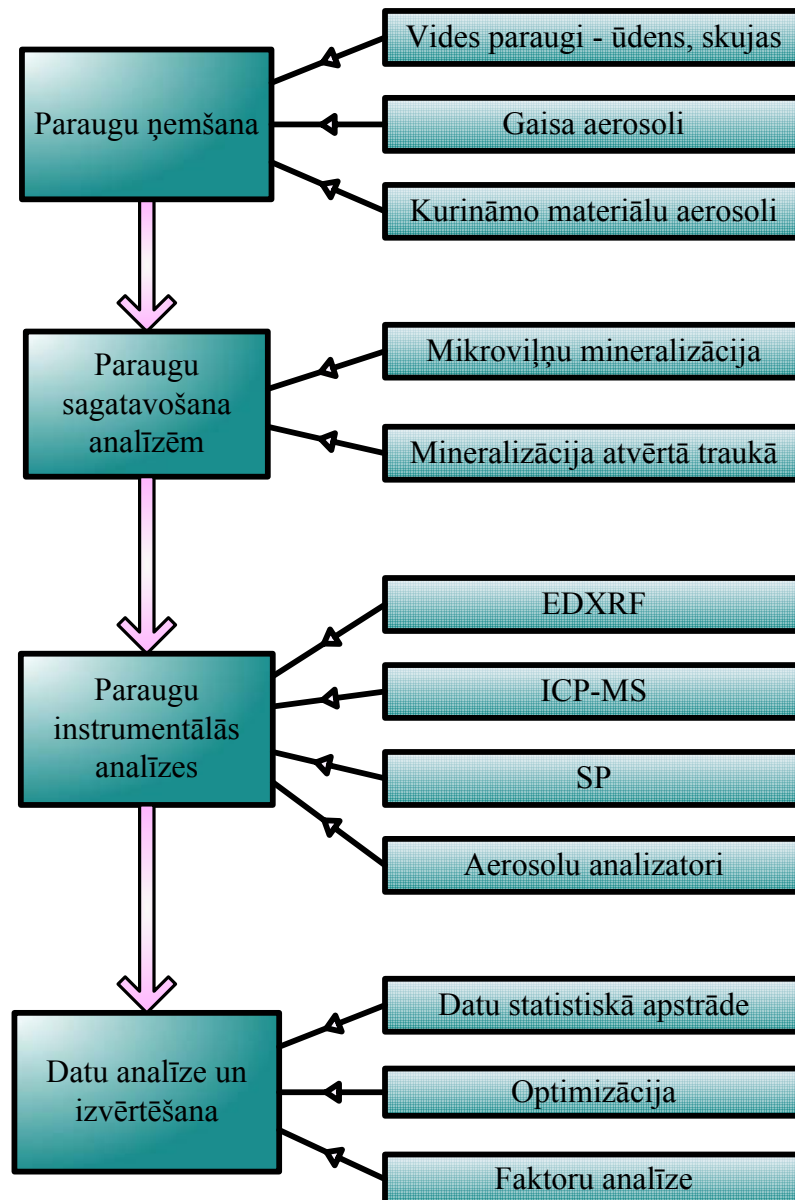 Paraugu ņemšana
Vides paraugi - ūdens, skujas
Gaisa aerosoli
Kurināmo materiālu aerosoli
Paraugu
sagatavošana
analīzēm
Mikroviļņu mineralizācija
Mineralizācija atvērtā traukā
Paraugu
instrumentālās
analīzes
EDXRF
ICP-MS
SP
Aerosolu analizatori
Datu analīze un
izvērtēšana
Datu statistiskā apstrāde
Optimizācija
Faktoru analīze